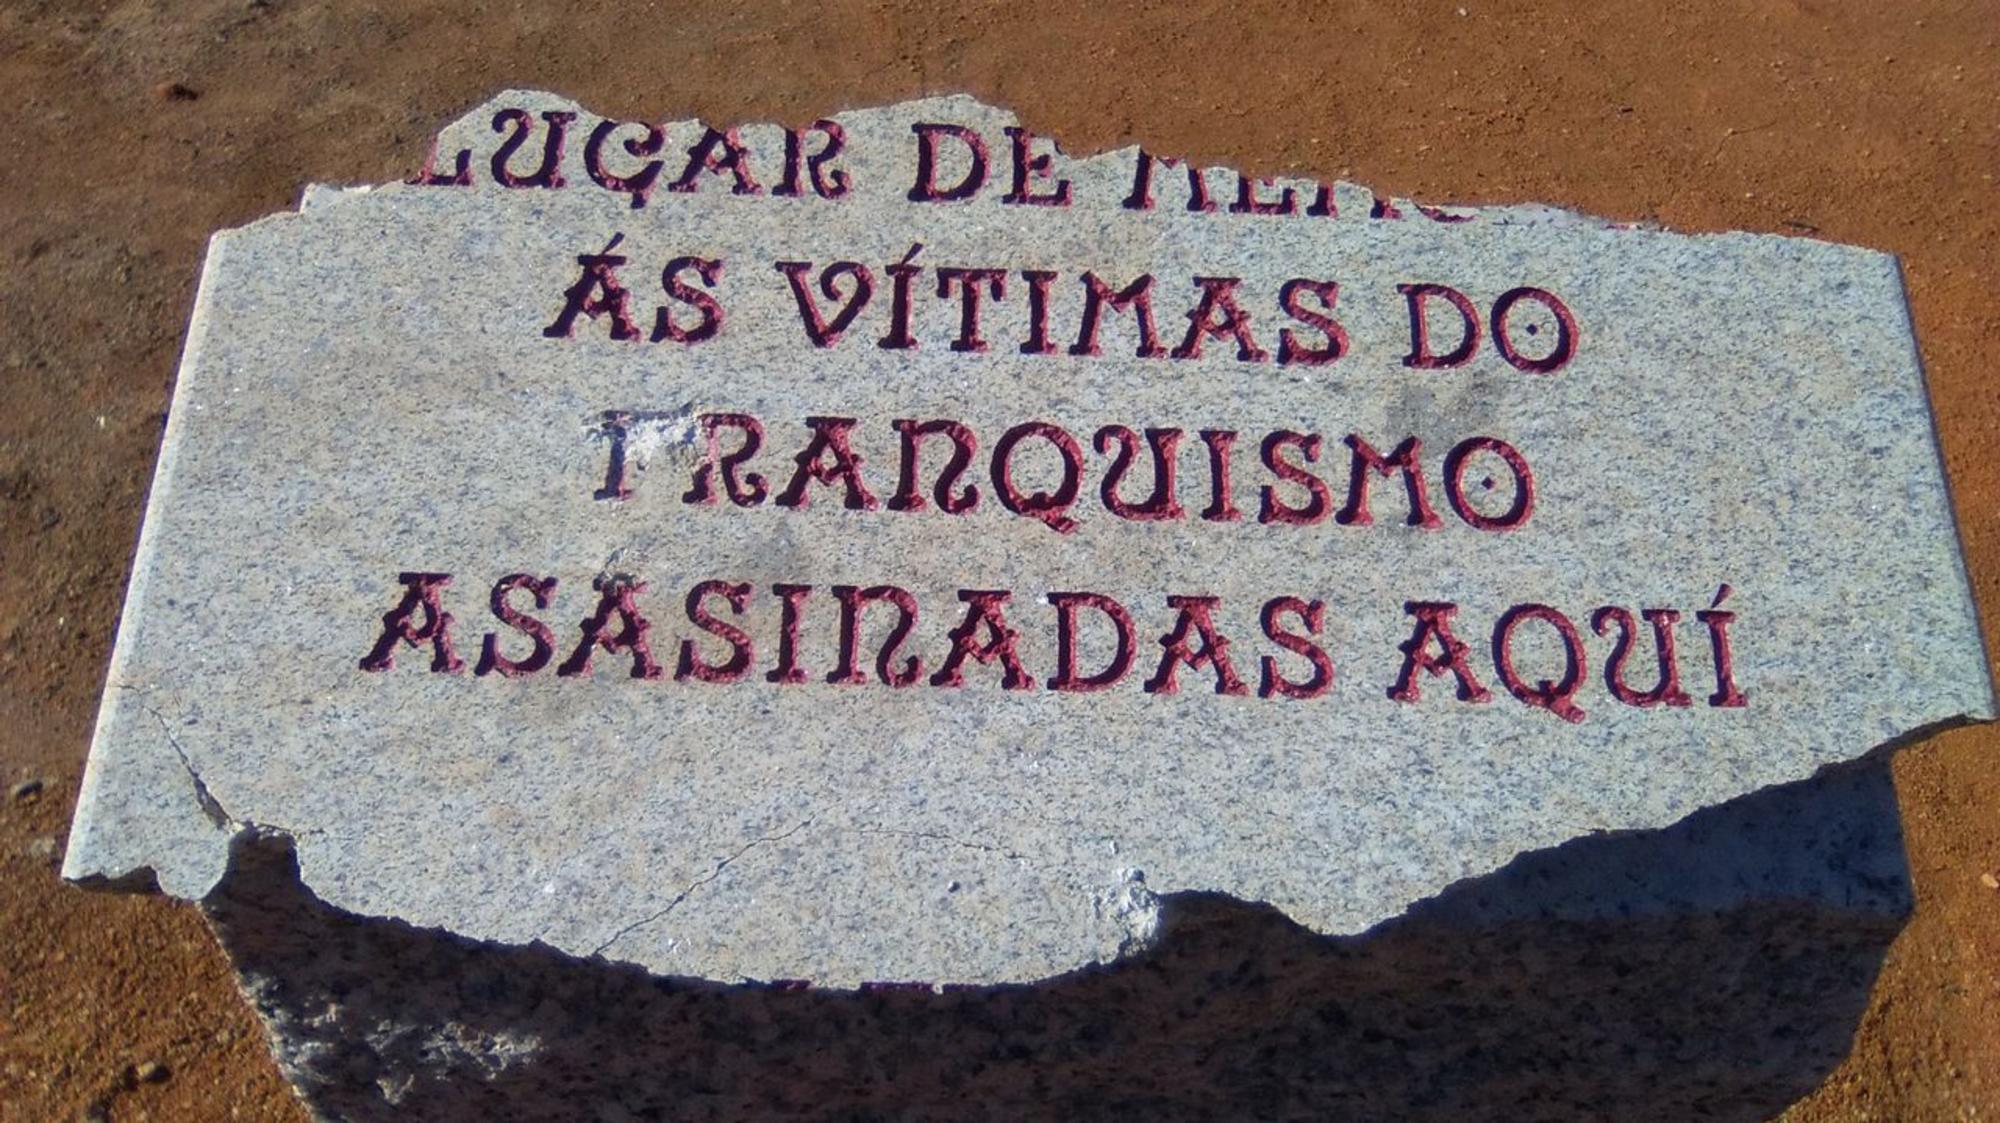 LUGAR DE
ÁS VÍTIMAS DO
FRANQUISMO
ASASINADAS AQUÍ